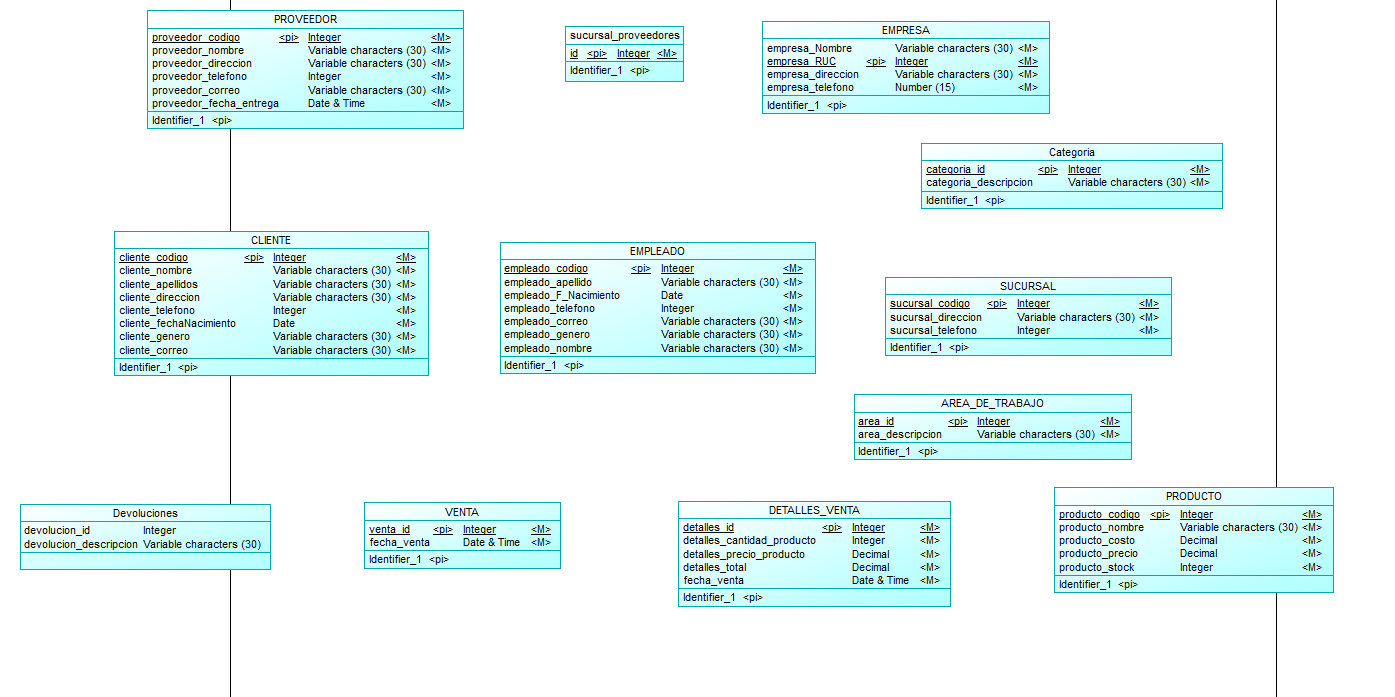 PROVEEDOR
proveedor_codigo <pi> Integer <M>
proveedor_nombre Variable characters (30) <M>
proveedor_direccion Variable characters (30) <M>
proveedor_telefono Integer <M>
proveedor_correo Variable characters (30) <M>
proveedor_fecha_entrega Date & Time <M>
Identifier_1 <pi>
sucursal_proveedores
id <pi> Integer <M>
Identifier_1 <pi>
EMPRESA
empresa_Nombre Variable characters (30) <M>
empresa_RUC <pi> Integer <M>
empresa_direccion Variable characters (30) <M>
empresa_telefono Number (15) <M>
Identifier_1 <pi>
Categoria
categoria_id <pi> Integer <M>
categoria_descripcion Variable characters (30) <M>
Identifier_1 <pi>
CLIENTE
cliente_codigo <pi> Integer <M>
cliente_nombre Variable characters (30) <M>
cliente_apellidos Variable characters (30) <M>
cliente_direccion Variable characters (30) <M>
cliente_telefono Integer <M>
cliente_fechaNacimiento Date <M>
cliente_genero Variable characters (30) <M>
cliente_correo Variable characters (30) <M>
Identifier_1 <pi>
EMPLEADO
empleado_codigo <pi> Integer <M>
empleado_apellido Variable characters (30) <M>
empleado_F_Nacimiento Date <M>
empleado_telefono Integer <M>
empleado_correo Variable characters (30) <M>
empleado_genero Variable characters (30) <M>
empleado_nombre Variable characters (30) <M>
Identifier_1 <pi>
SUCURSAL
sucursal_codigo <pi> Integer <M>
sucursal_direccion Variable characters (30) <M>
sucursal_telefono Integer <M>
Identifier_1 <pi>
AREA_DE_TRABAJO
area_id <pi> Integer <M>
area_descripcion Variable characters (30) <M>
Identifier_1 <pi>
Devoluciones
devolucion_id Integer
devolucion_descripcion Variable characters (30)
VENTA
venta_id <pi> Integer <M>
fecha_venta Date & Time <M>
Identifier_1 <pi>
DETALLES_VENTA
detalles_id <pi> Integer <M>
detalles_cantidad_producto Integer <M>
detalles_precio_producto Decimal <M>
detalles_total Decimal <M>
fecha_venta Date & Time <M>
Identifier_1 <pi>
PRODUCTO
producto_codigo <pi> Integer <M>
producto_nombre Variable characters (30) <M>
producto_costo Decimal <M>
producto_precio Decimal <M>
producto_stock Integer <M>
Identifier_1 <pi>